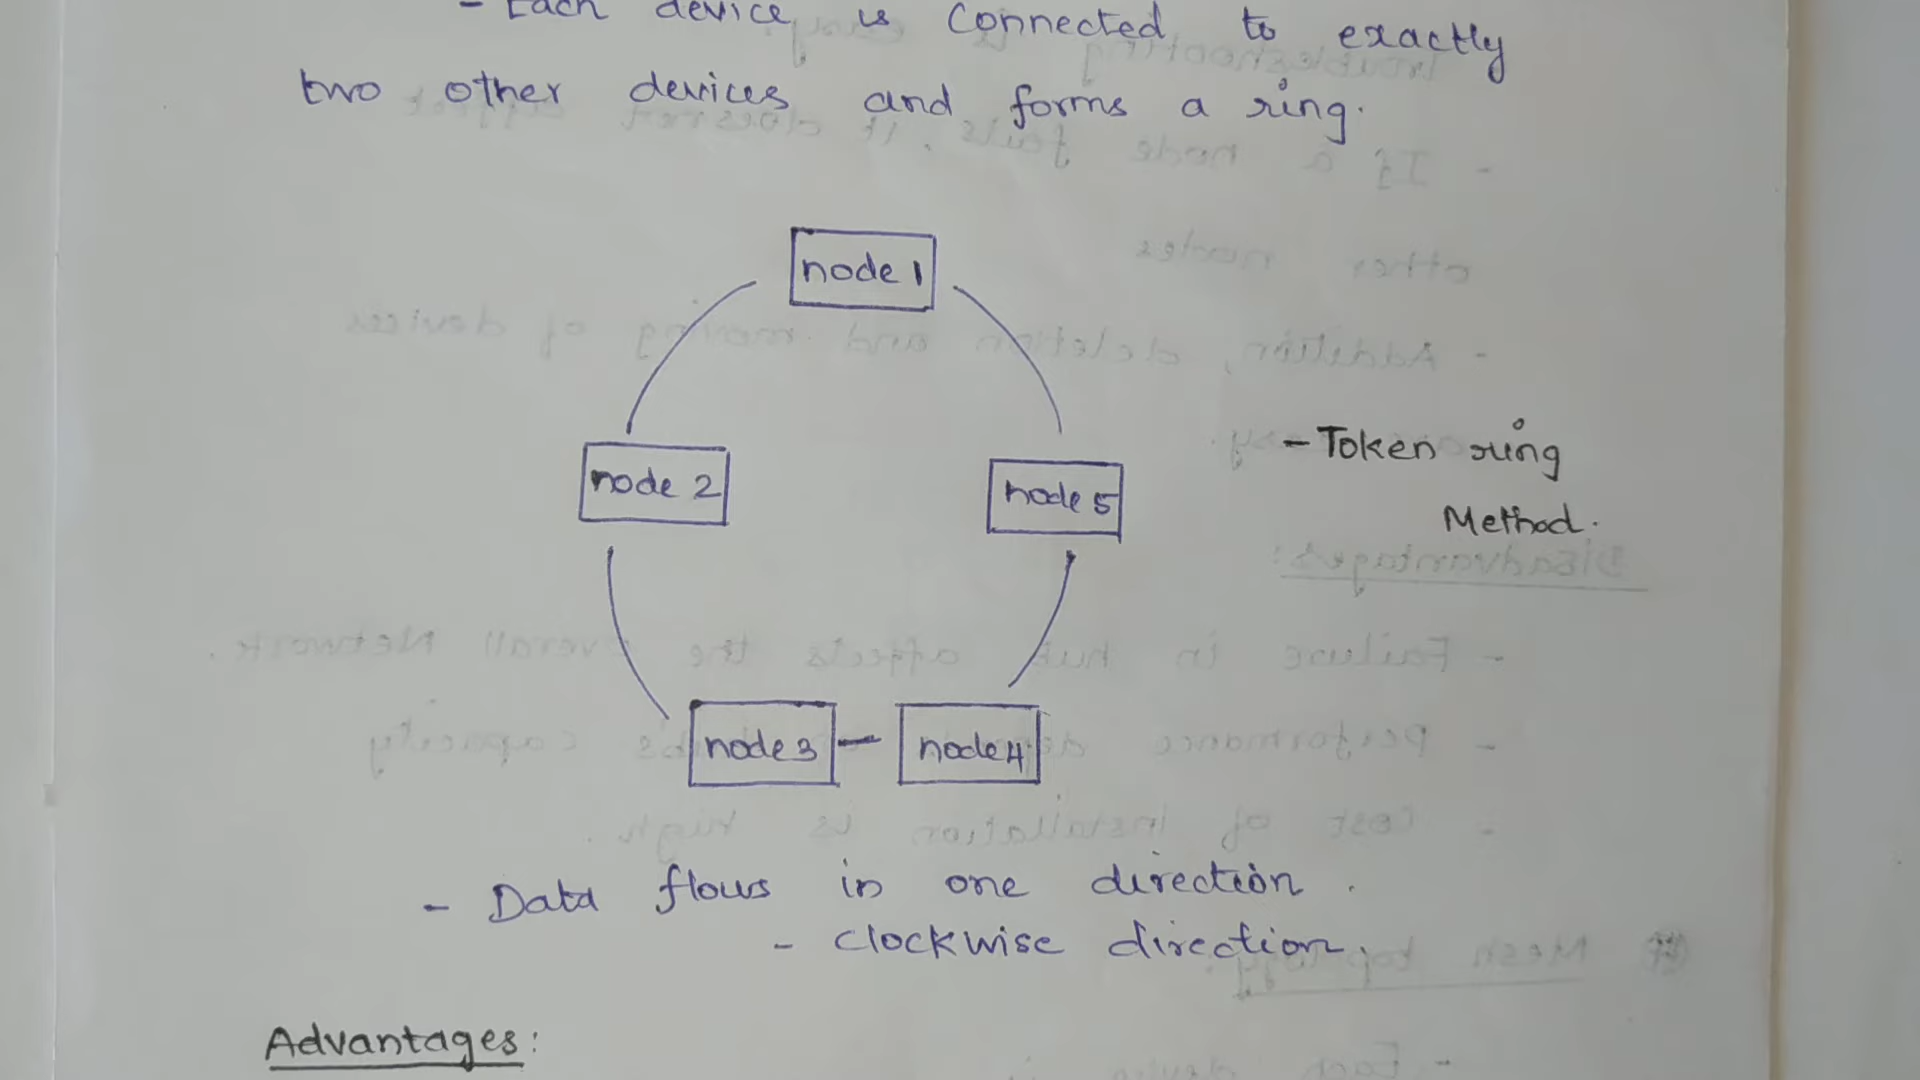 - Each device is connected to exactly
two other devices and forms a ring.
node 1
node 2
node 5
- Token ring
Method.
node 3
node 4
- Data flows in one direction.
- clockwise direction.
Advantages: